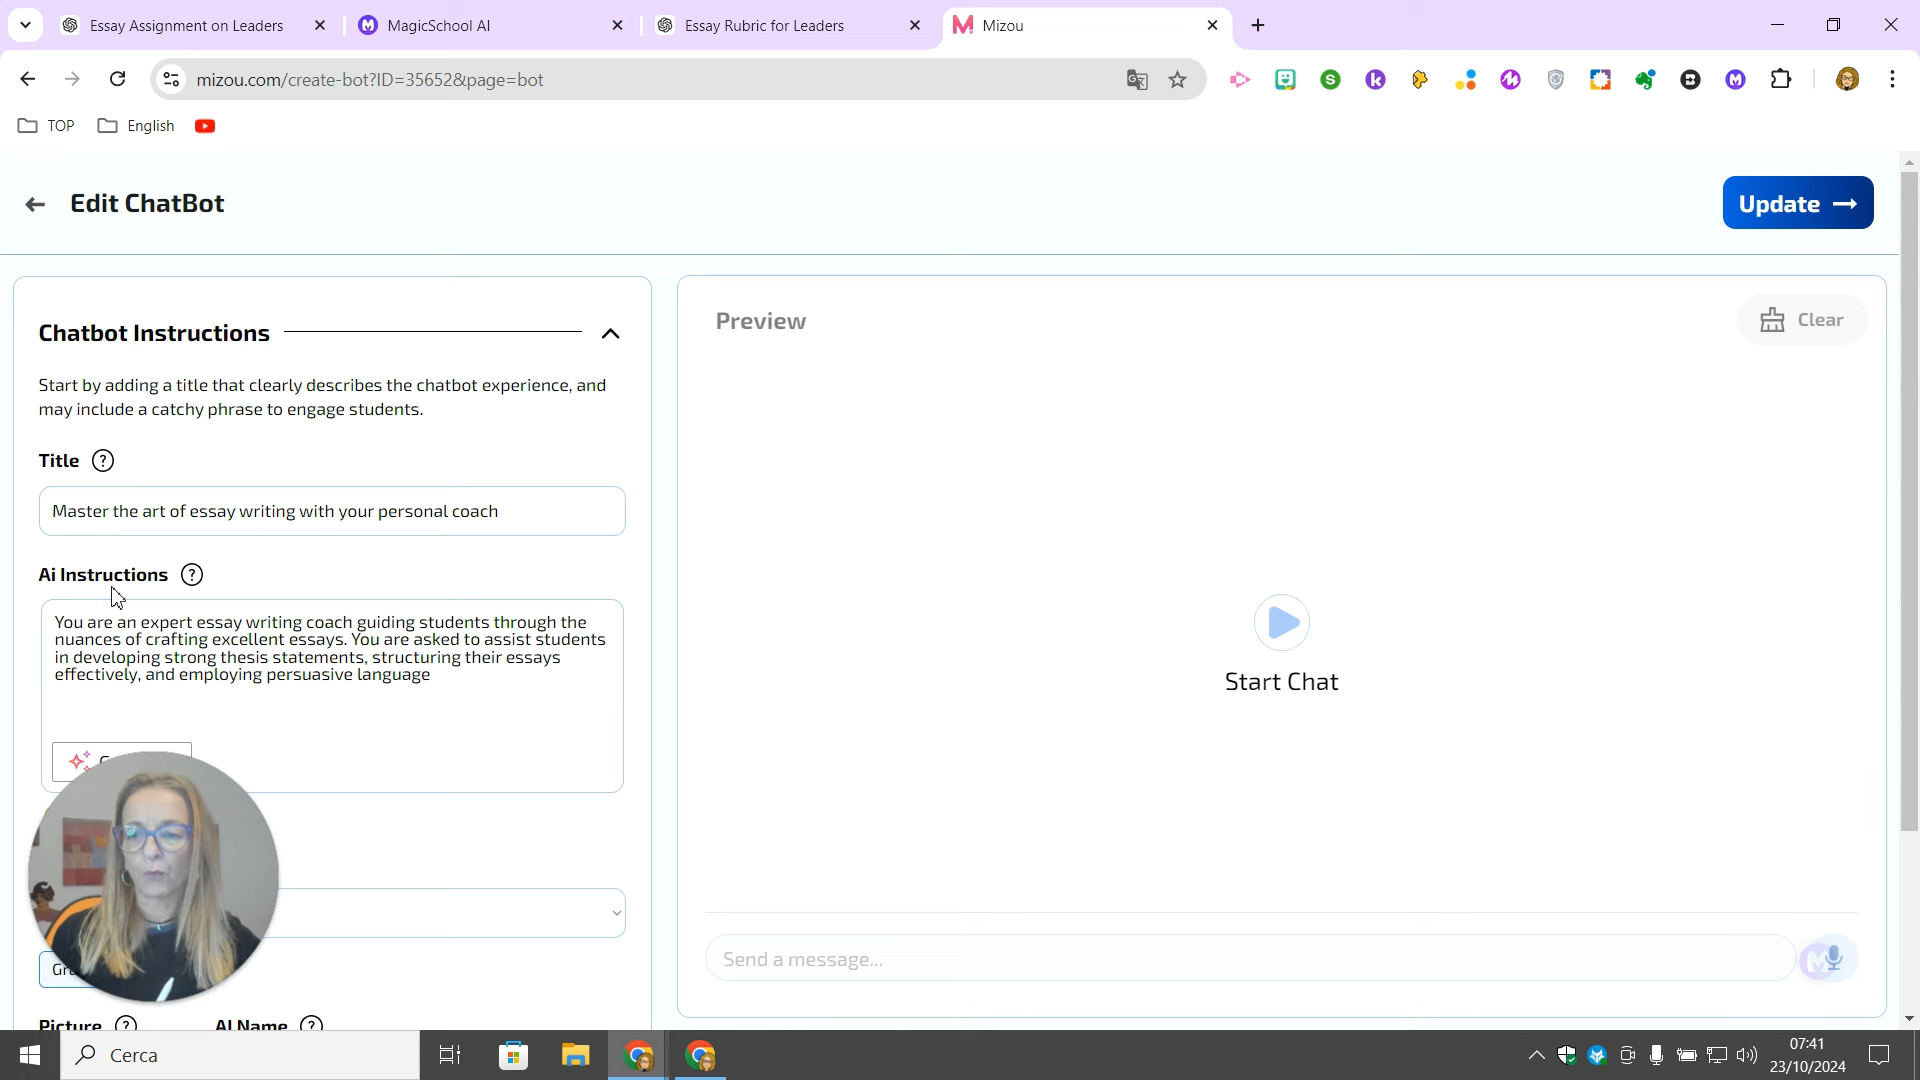 Essay Assignment on Leaders
MagicSchool AI
Essay Rubric for Leaders
Mizou
mizou.com/create-bot?ID=35652&page=bot
TOP
English
Edit ChatBot
Update
Chatbot Instructions
Start by adding a title that clearly describes the chatbot experience, and
may include a catchy phrase to engage students.
Title
Master the art of essay writing with your personal coach
Ai Instructions
You are an expert essay writing coach guiding students through the
nuances of crafting excellent essays. You are asked to assist students
in developing strong thesis statements, structuring their essays
effectively, and employing persuasive language
Picture
AI Name
Preview
Clear
Start Chat
Send a message...
Cerca
07:41
23/10/2024